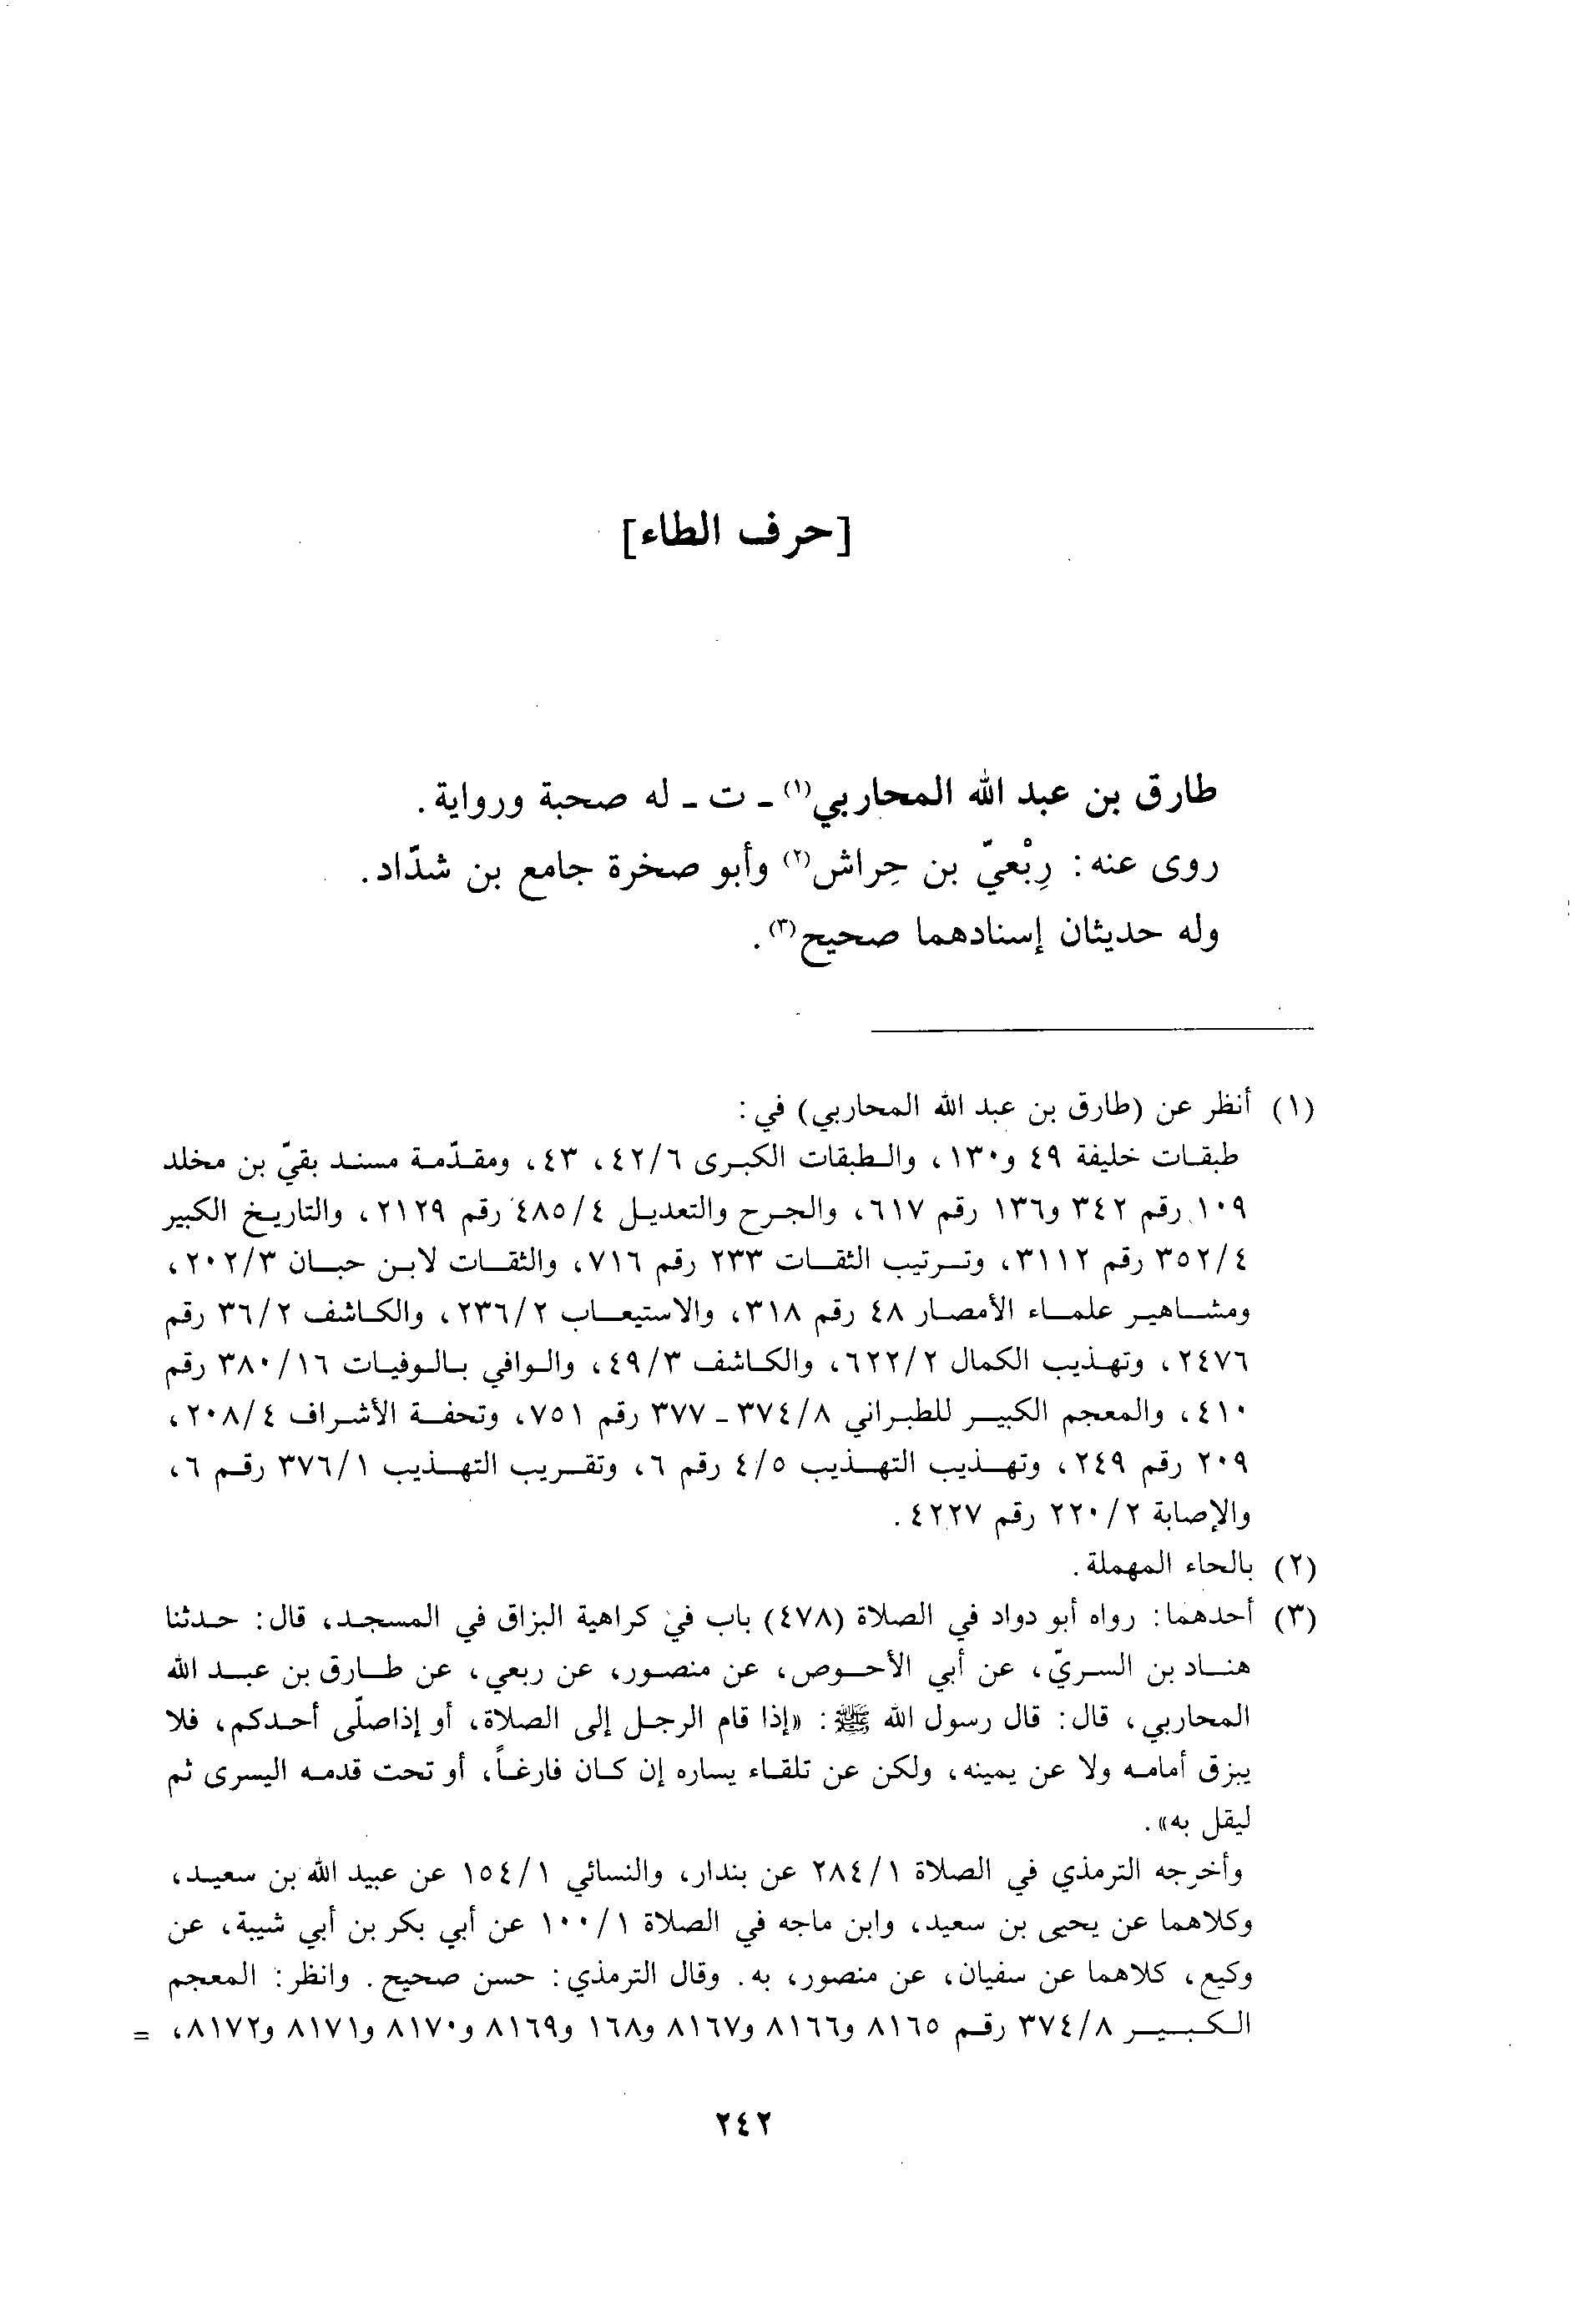 [حرف الطاء]
طارق بن عبد الله المحاربي(١) ـ ت ـ له صحبة ورواية.
روى عنه: رِبْعيّ بن حِراش(٢) وأبو صخرة جامع بن شدّاد.
وله حديثان إسنادهما صحيح(٣).
(١) أنظر عن (طارق بن عبد الله المحاربي) في:
طبقات خليفة ٤٩ و١٣٠، والطبقات الكبرى ٤٢/٦، ٤٣، ومقدّمة مسند بقيّ بن مخلد
١٠٩ رقم ٣٤٢ و١٣٦ رقم ٦١٧، والجرح والتعديل ٤٨٥/٤ رقم ٢١٢٩، والتاريخ الكبير
٣٥٢/٤ رقم ٣١١٢، وترتيب الثقات ٢٣٣ رقم ٧١٦، والثقات لابن حبان ٢٠٢/٣،
ومشاهير علماء الأمصار ٤٨ رقم ٣١٨، والاستيعاب ٢٣٦/٢، والكاشف ٣٦/٢ رقم
٢٤٧٦، وتهذيب الكمال ٦٢٢/٢، والكاشف ٤٩/٣، والوافي بالوفيات ٣٨٠/١٦ رقم
٤١٠، والمعجم الكبير للطبراني ٣٧٤/٨ ـ ٣٧٧ رقم ٧٥١، وتحفة الأشراف ٢٠٨/٤،
٢٠٩ رقم ٢٤٩، وتهذيب التهذيب ٤/٥ رقم ٦، وتقريب التهذيب ٣٧٦/١ رقم ٦،
والإصابة ٢٢٠/٢ رقم ٤٢٢٧.
(٢) بالحاء المهملة.
(٣) أحدهما: رواه أبو دواد في الصلاة (٤٧٨) باب في كراهية البزاق في المسجد، قال: حدثنا
هناد بن السريّ، عن أبي الأحوص، عن منصور، عن ربعي، عن طارق بن عبد الله
المحاربي، قال: قال رسول الله ﷺ: «إذا قام الرجل إلى الصلاة، أو إذاصلّى أحدكم، فلا
يبزق أمامه ولا عن يمينه، ولكن عن تلقاء يساره إن كان فارغاً، أو تحت قدمه اليسرى ثم
ليقل به».
وأخرجه الترمذي في الصلاة ٢٨٤/١ عن بندار، والنسائي ١٥٤/١ عن عبيد الله بن سعيد،
وكلاهما عن يحيى بن سعيد، وابن ماجه في الصلاة ١٠٠/١ عن أبي بكر بن أبي شيبة، عن
وكيع، كلاهما عن سفيان، عن منصور، به. وقال الترمذي: حسن صحيح. وانظر: المعجم
الكبير ٣٧٤/٨ رقم ٨١٦٥ و٨١٦٦ و٨١٦٧ و١٦٨ و٨١٦٩ و٨١٧٠ و٨١٧١ و٨١٧٢، =
٢٤٢